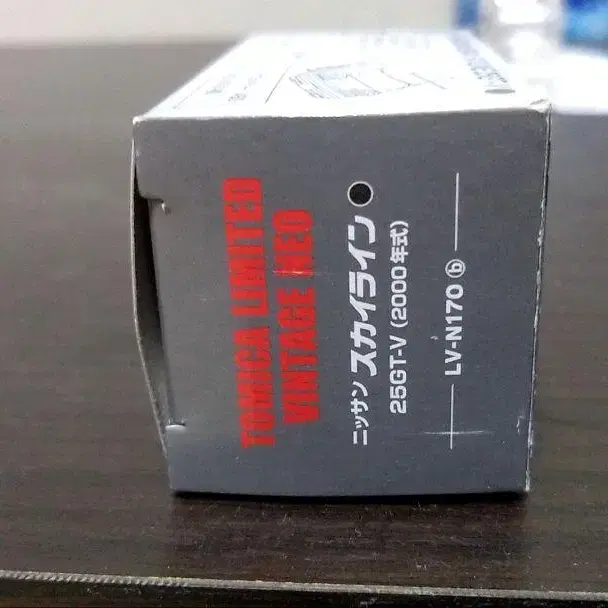 TOMICA LIMITED
VINTAGE NEO
ニッサン スカイライン
25GT-V (2000年式)
LV-N170 ⓑ